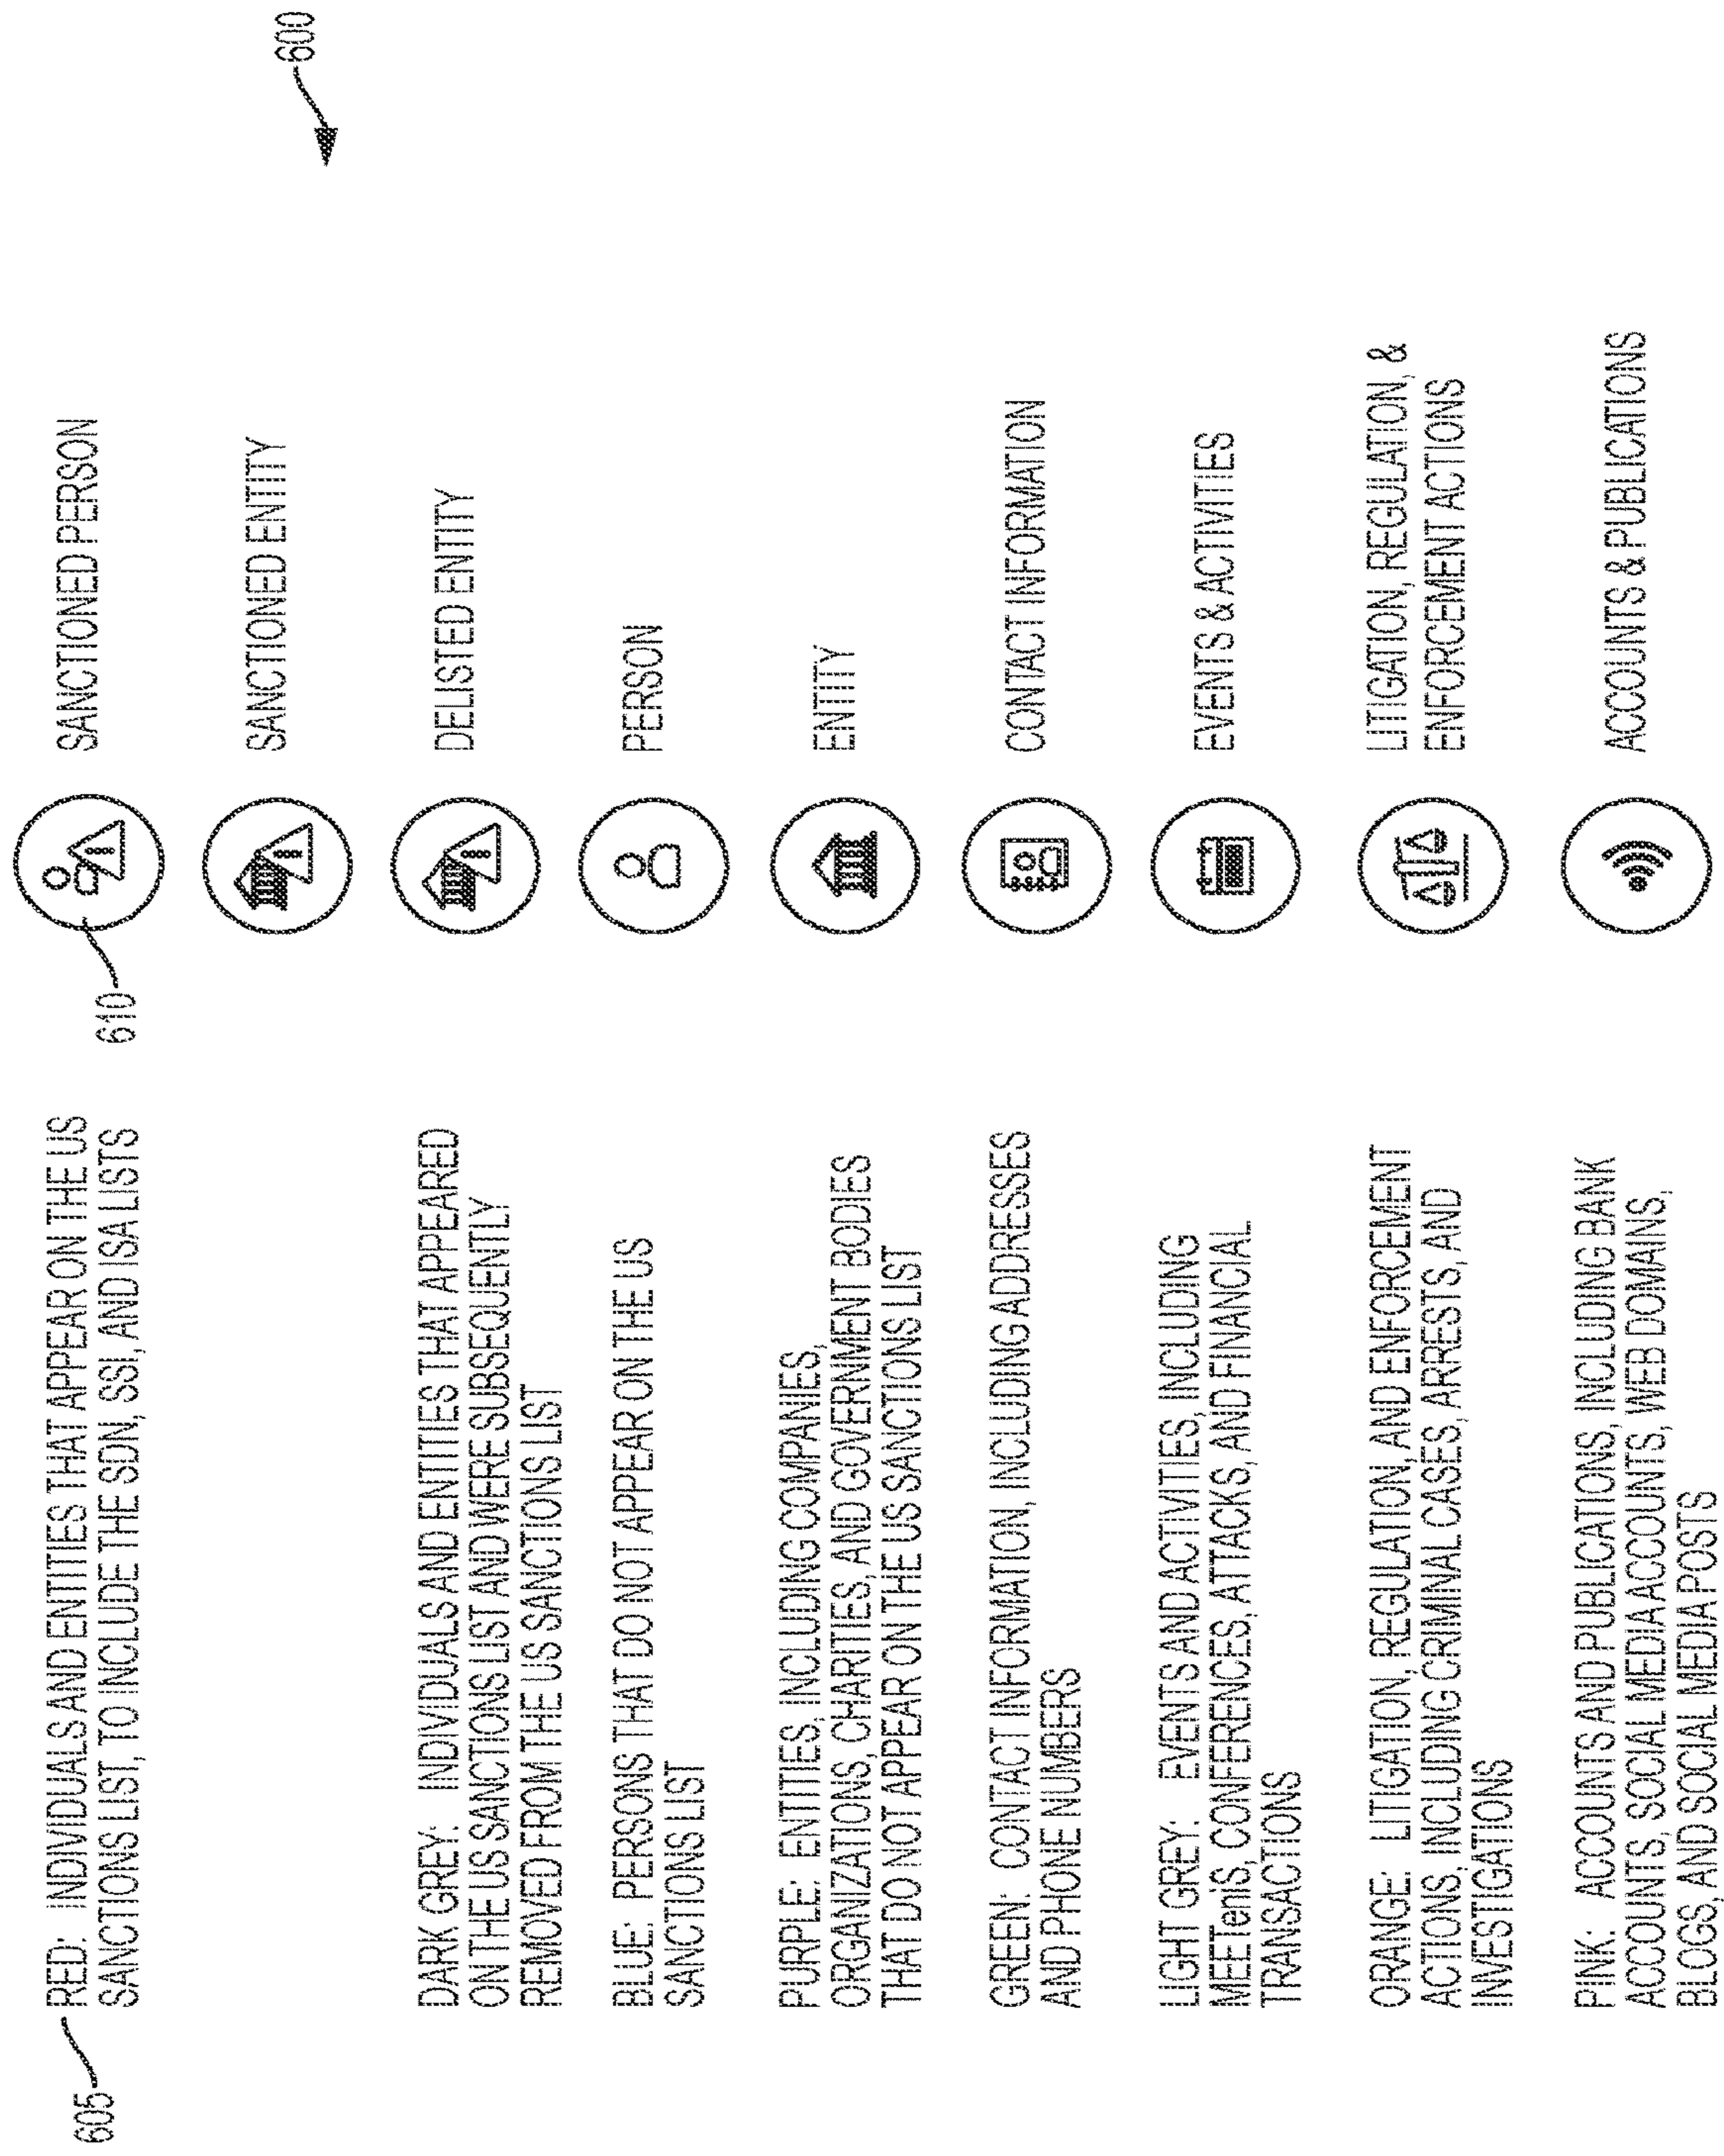 600
605
RED: INDIVIDUALS AND ENTITIES THAT APPEAR ON THE US
SANCTIONS LIST, TO INCLUDE THE SDN, SSI, AND ISA LISTS
610
SANCTIONED PERSON
SANCTIONED ENTITY
DARK GREY: INDIVIDUALS AND ENTITIES THAT APPEARED
ON THE US SANCTIONS LIST AND WERE SUBSEQUENTLY
REMOVED FROM THE US SANCTIONS LIST
DELISTED ENTITY
BLUE: PERSONS THAT DO NOT APPEAR ON THE US
SANCTIONS LIST
PERSON
PURPLE: ENTITIES, INCLUDING COMPANIES,
ORGANIZATIONS, CHARITIES, AND GOVERNMENT BODIES
THAT DO NOT APPEAR ON THE US SANCTIONS LIST
ENTITY
GREEN: CONTACT INFORMATION, INCLUDING ADDRESSES
AND PHONE NUMBERS
CONTACT INFORMATION
LIGHT GREY: EVENTS AND ACTIVITIES, INCLUDING
MEETeniS, CONFERENCES, ATTACKS, AND FINANCIAL
TRANSACTIONS
EVENTS & ACTIVITIES
ORANGE: LITIGATION, REGULATION, AND ENFORCEMENT
ACTIONS, INCLUDING CRIMINAL CASES, ARRESTS, AND
INVESTIGATIONS
LITIGATION, REGULATION, &
ENFORCEMENT ACTIONS
PINK: ACCOUNTS AND PUBLICATIONS, INCLUDING BANK
ACCOUNTS, SOCIAL MEDIA ACCOUNTS, WEB DOMAINS,
BLOGS, AND SOCIAL MEDIA POSTS
ACCOUNTS & PUBLICATIONS